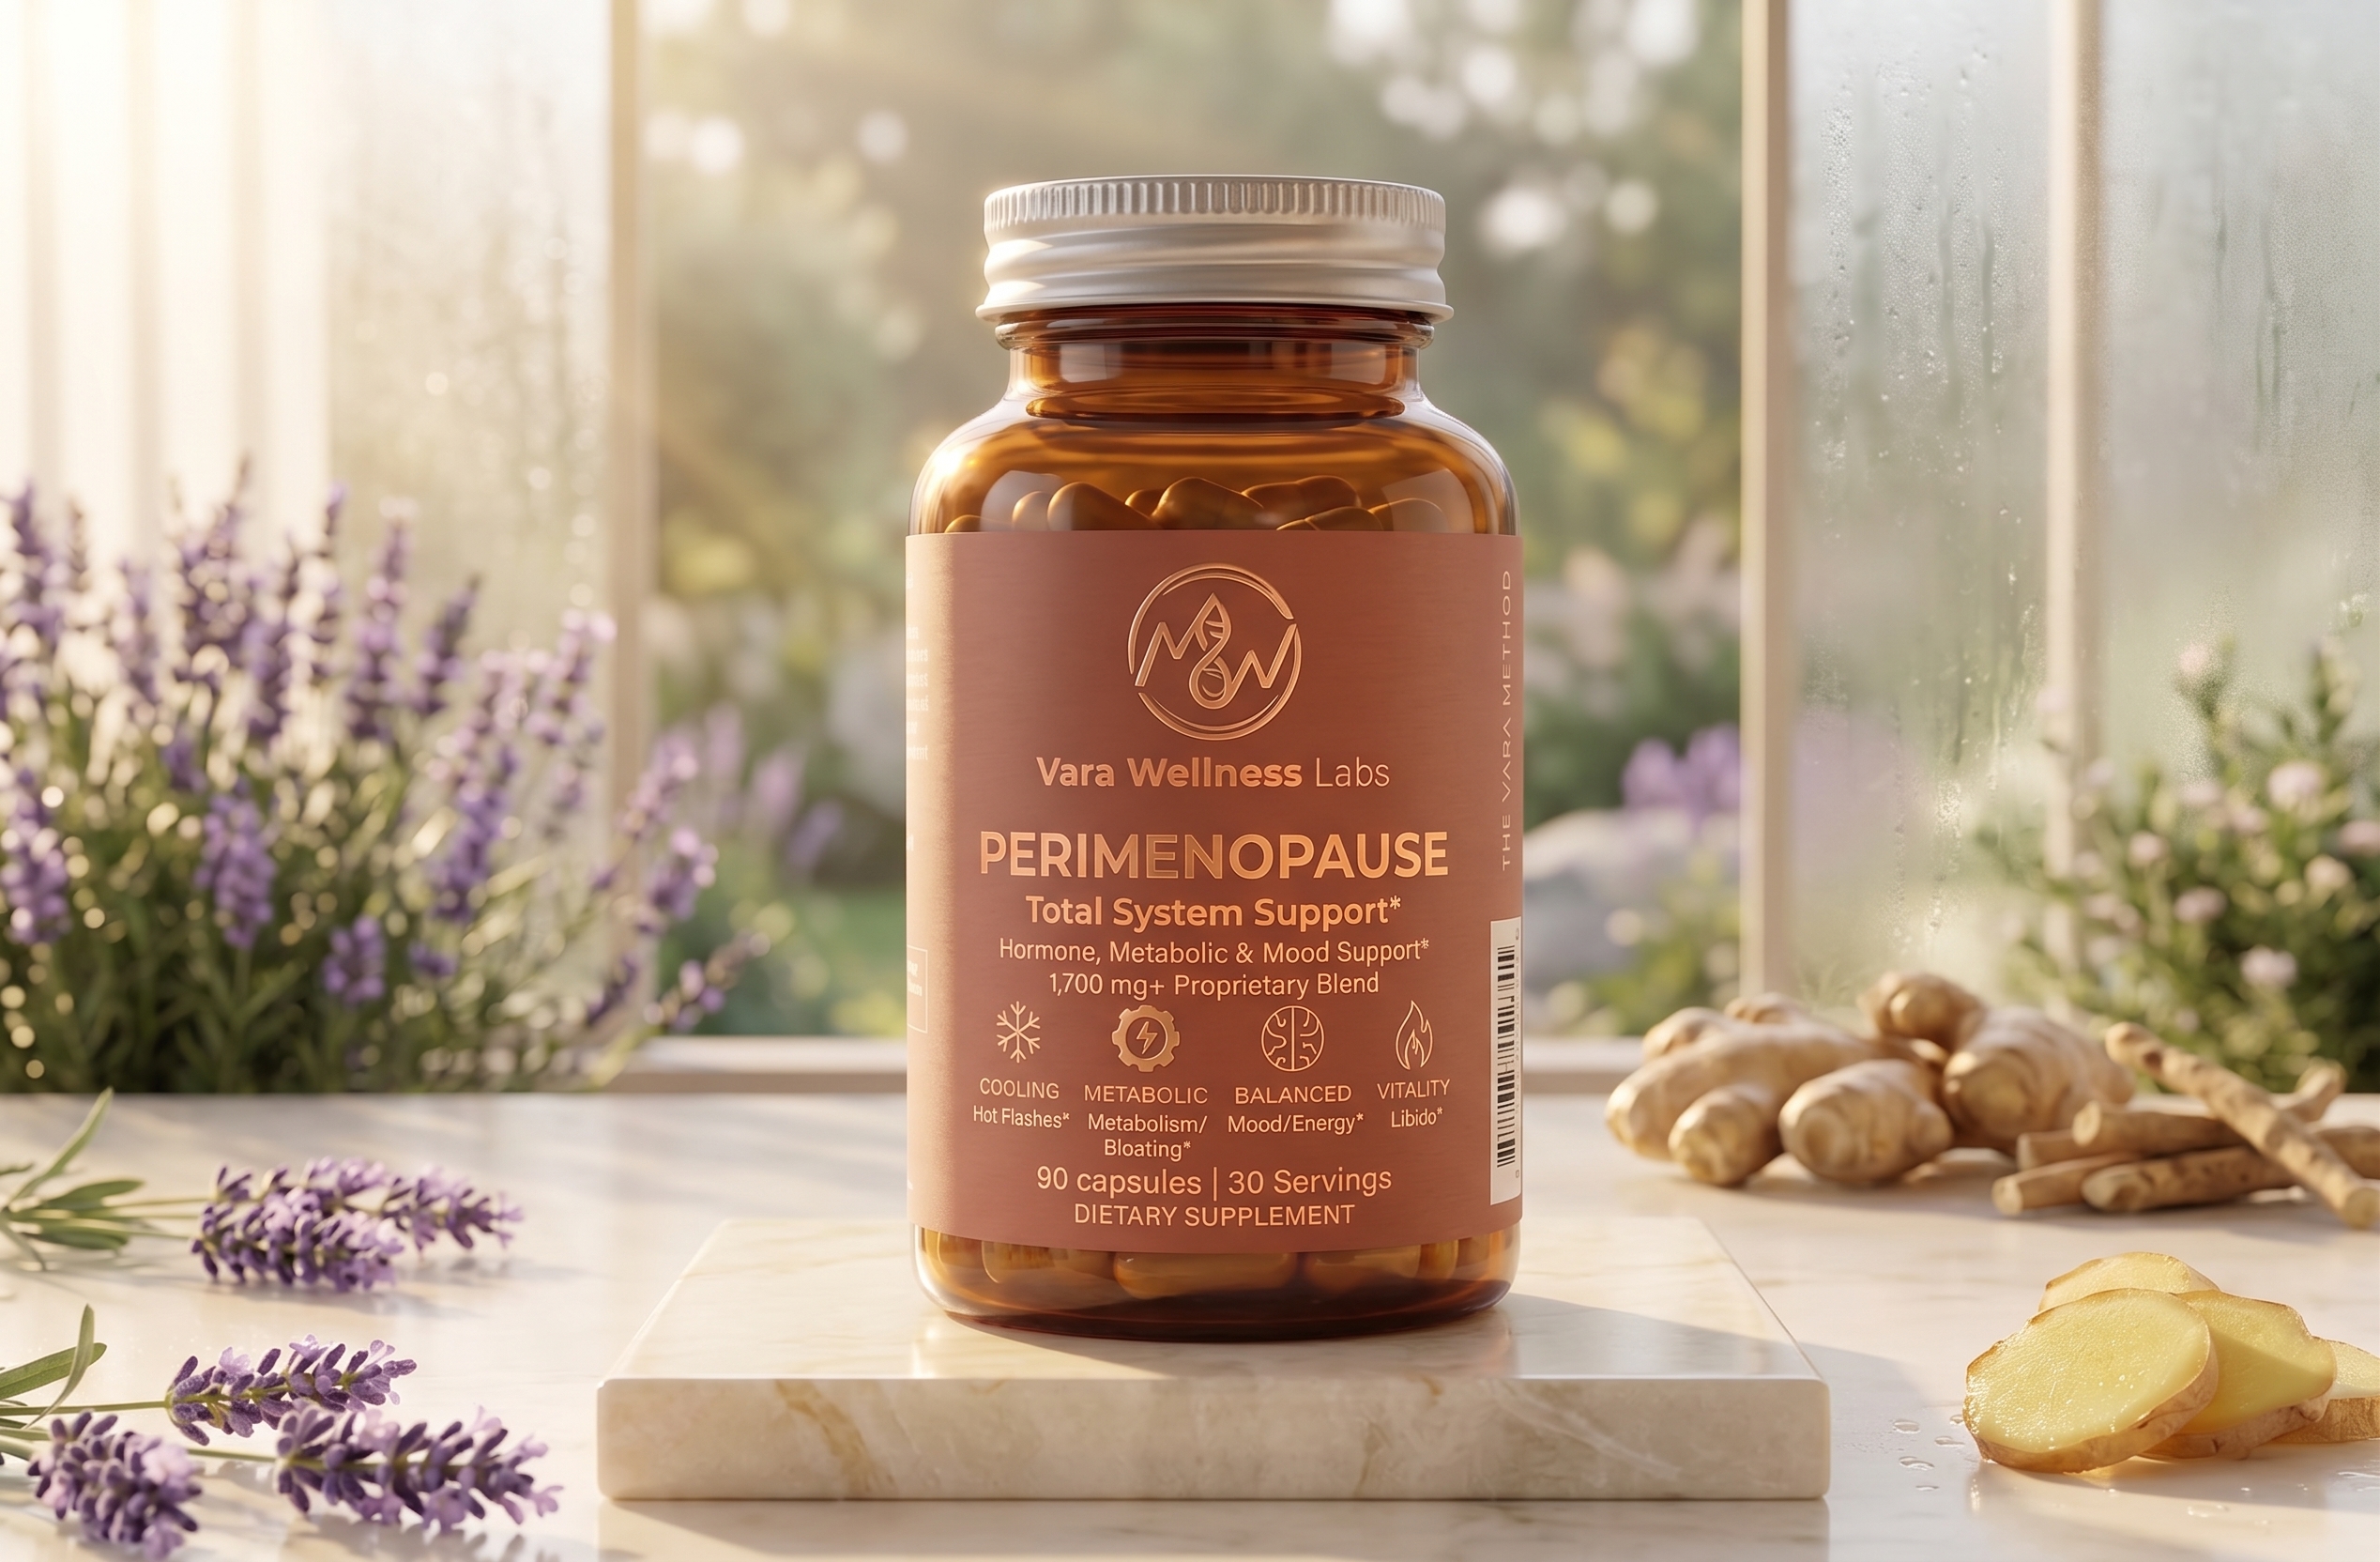 MW
Vara Wellness Labs
PERIMENOPAUSE
Total System Support*
Hormone, Metabolic & Mood Support*
1,700 mg+ Proprietary Blend
COOLING
Hot Flashes*
METABOLIC
Metabolism/
Bloating*
BALANCED
Mood/Energy*
VITALITY
Libido*
90 capsules | 30 Servings
DIETARY SUPPLEMENT
THE VARA METHOD